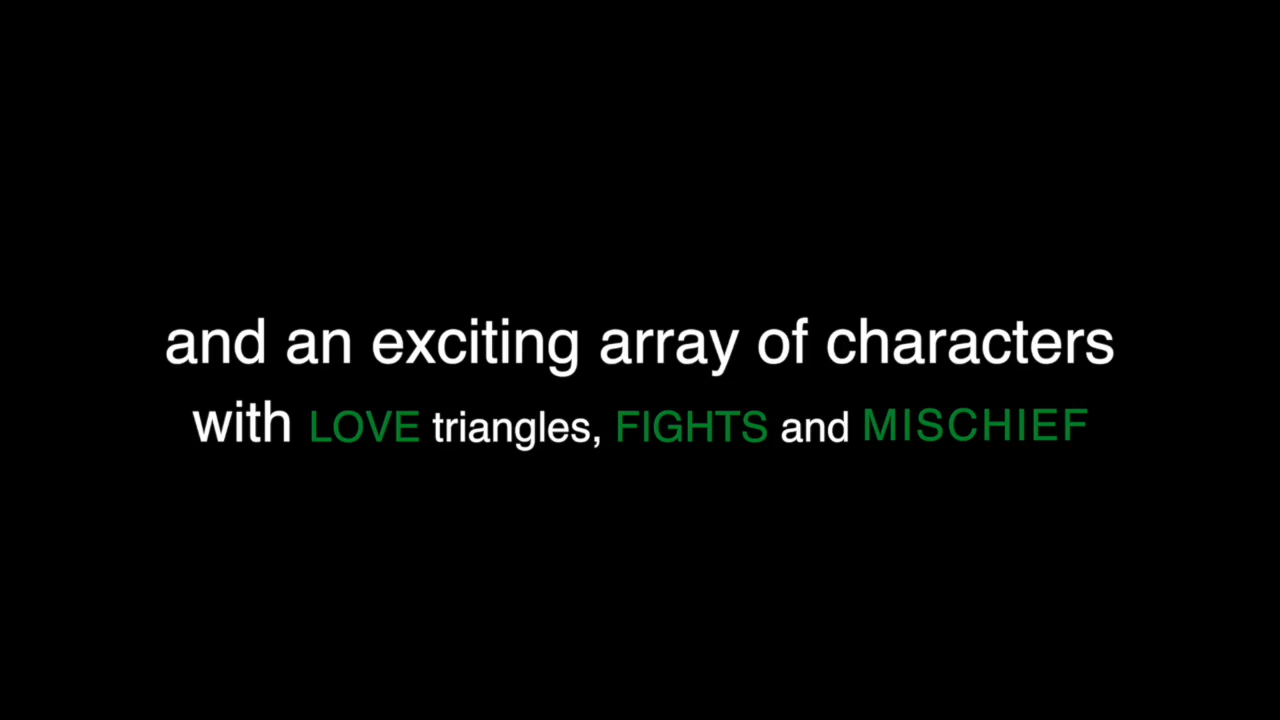 and an exciting array of characters
with LOVE triangles, FIGHTS and MISCHIEF